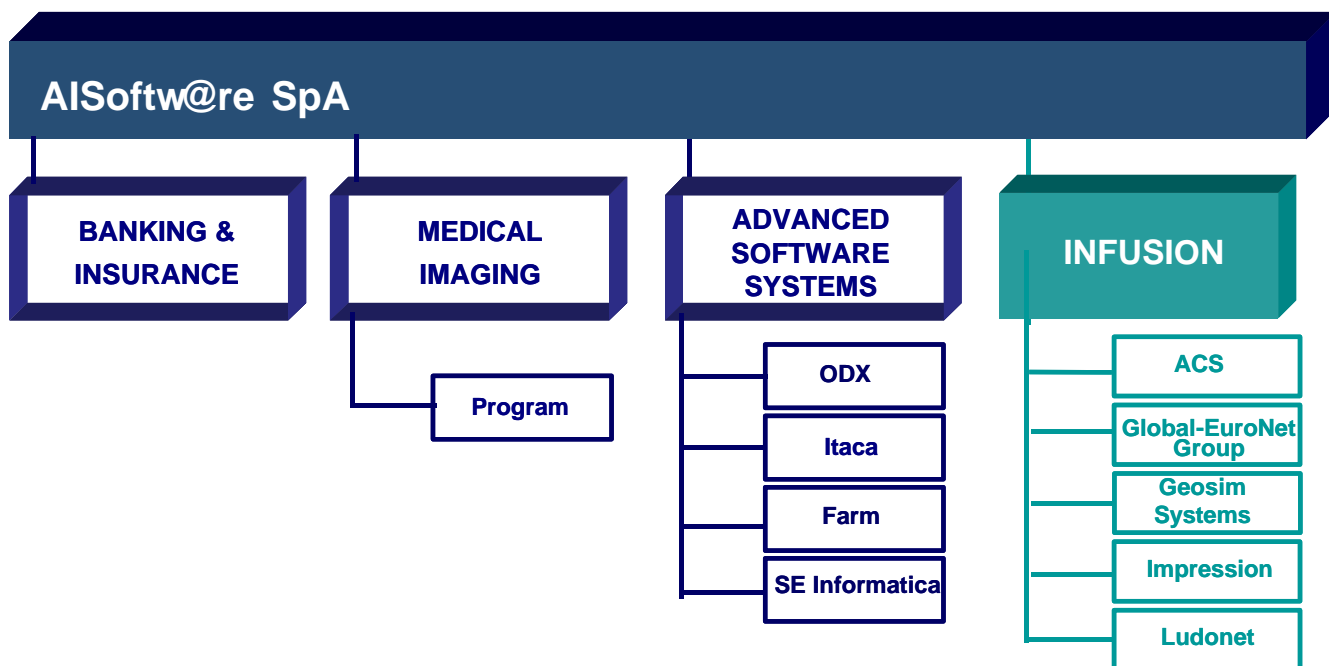 AISoftw@re SpA
BANKING &
INSURANCE
MEDICAL
IMAGING
ADVANCED
SOFTWARE
SYSTEMS
INFUSION
Program
ODX
Itaca
Farm
SE Informatica
ACS
Global-EuroNet
Group
Geosim
Systems
Impression
Ludonet